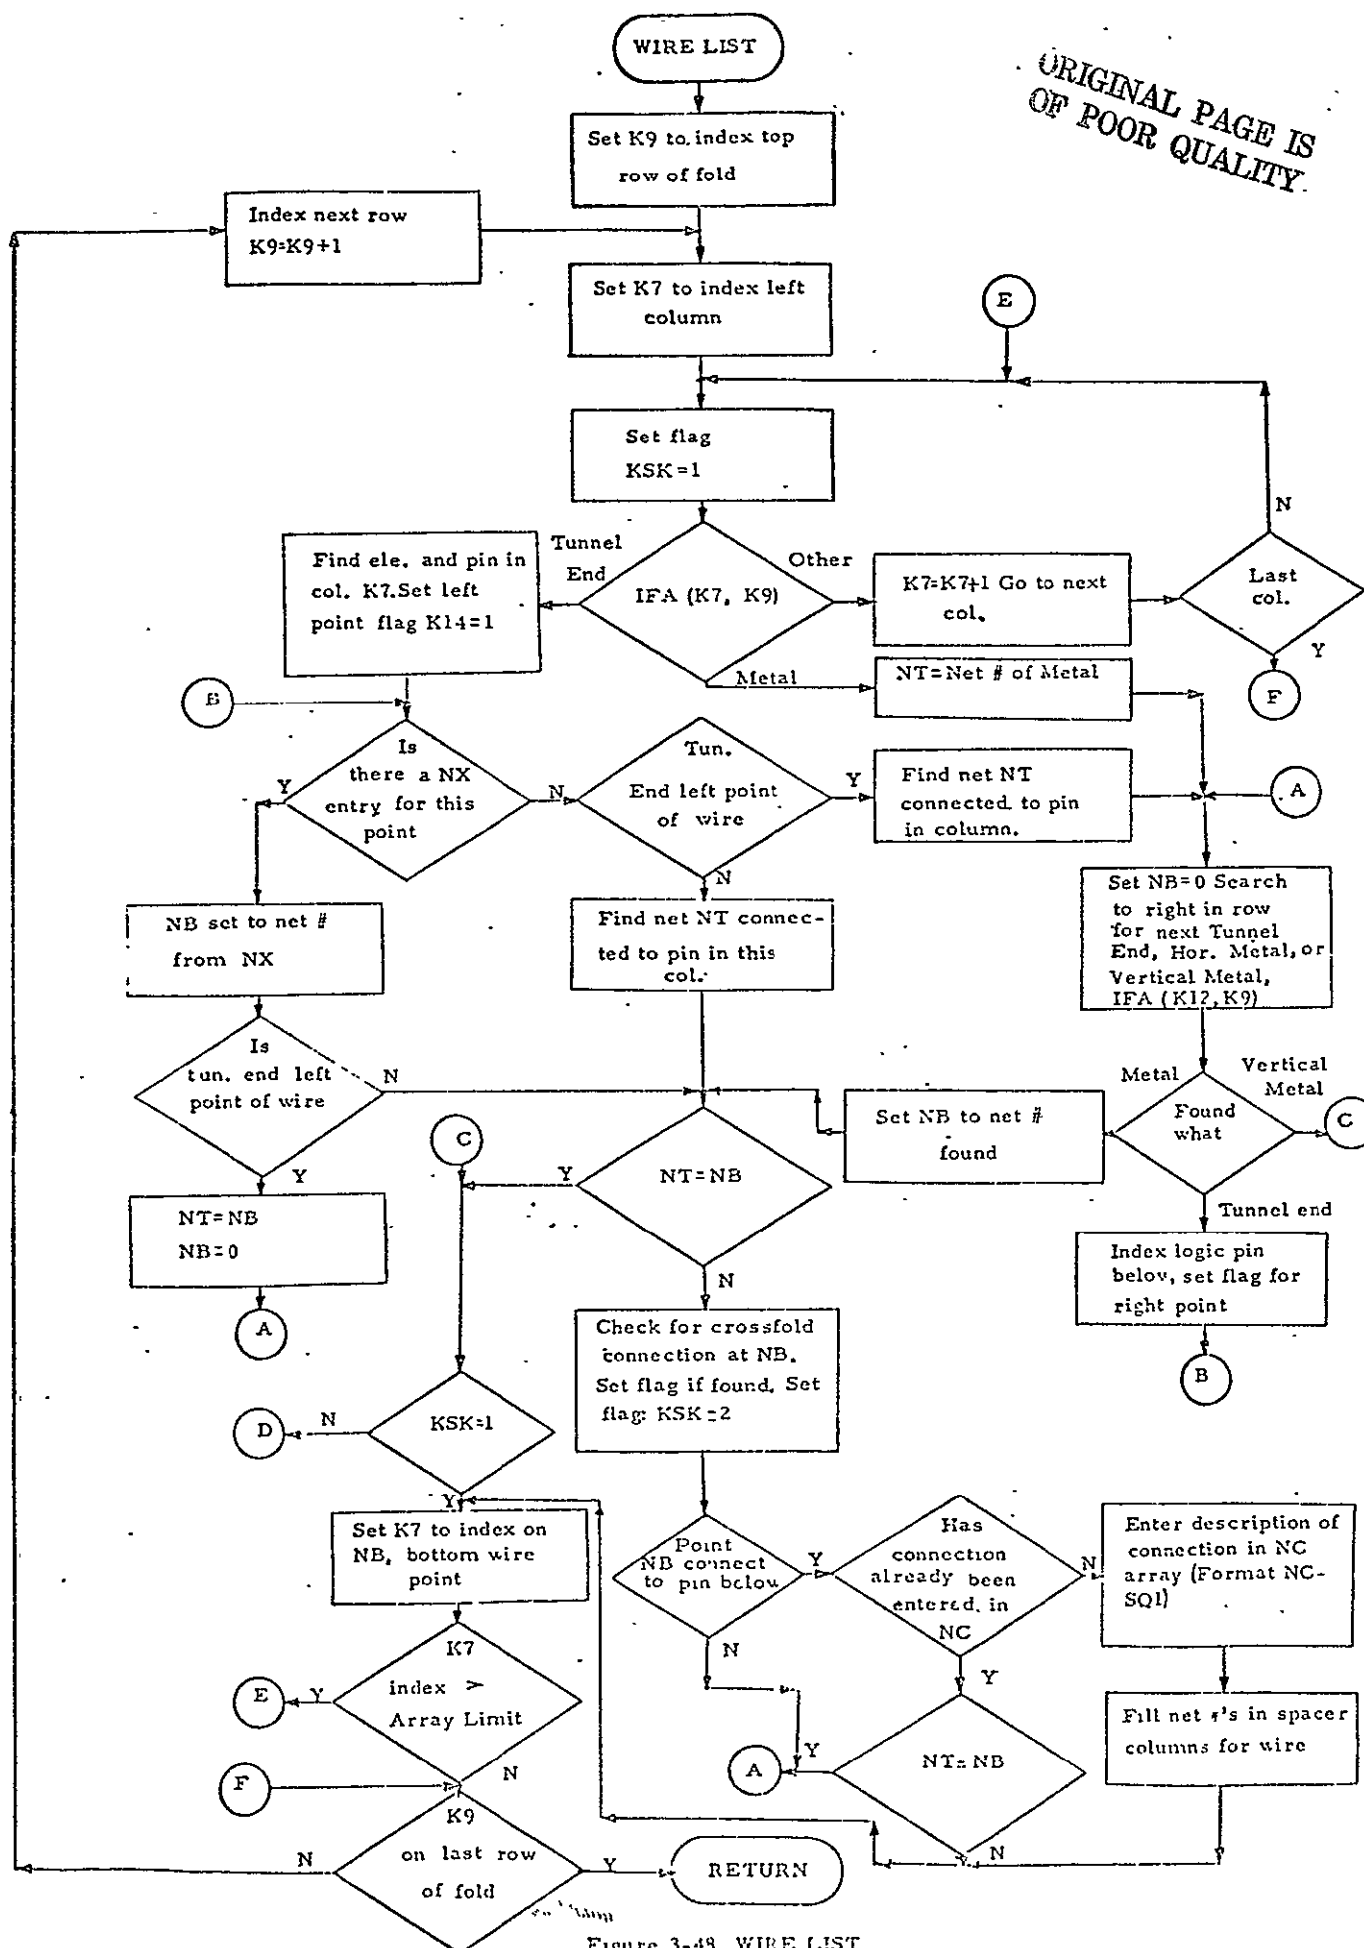 WIRE LIST
ORIGINAL PAGE IS
OF POOR QUALITY
Set K9 to index top
row of fold
Index next row
K9=K9+1
Set K7 to index left
column
E
Set flag
KSK=1
N
Tunnel
End
Other
Find ele. and pin in
col. K7. Set left
point flag K14=1
IFA (K7, K9)
K7=K7+1 Go to next
col.
Last
col.
Y
Metal
NT=Net # of Metal
F
B
Is
there a NX
entry for this
point
Y
N
Tun.
End left point
of wire
Y
Find net NT
connected to pin
in column.
A
N
NB set to net #
from NX
Find net NT connec-
ted to pin in this
col.
Set NB=0 Search
to right in row
for next Tunnel
End, Hor. Metal, or
Vertical Metal,
IFA (K12, K9)
Is
tun. end left
point of wire
N
Metal
Vertical
Metal
Set NB to net #
found
Found
what
C
C
Y
Y
NT=NB
Tunnel end
NT=NB
NB=0
N
Index logic pin
below, set flag for
right point
A
Check for crossfold
connection at NB.
Set flag if found. Set
flag: KSK=2
B
D
N
KSK=1
Y
Set K7 to index on
NB, bottom wire
point
Point
NB connect
to pin below
Y
Has
connection
already been
entered in
NC
N
Enter description of
connection in NC
array (Format NC-
SQ1)
N
Y
K7
index >
Array Limit
E
Y
N
Fill net #'s in spacer
columns for wire
A
Y
NT=NB
F
N
K9
on last row
of fold
N
Y
RETURN
Figure 3-48 WIRE LIST